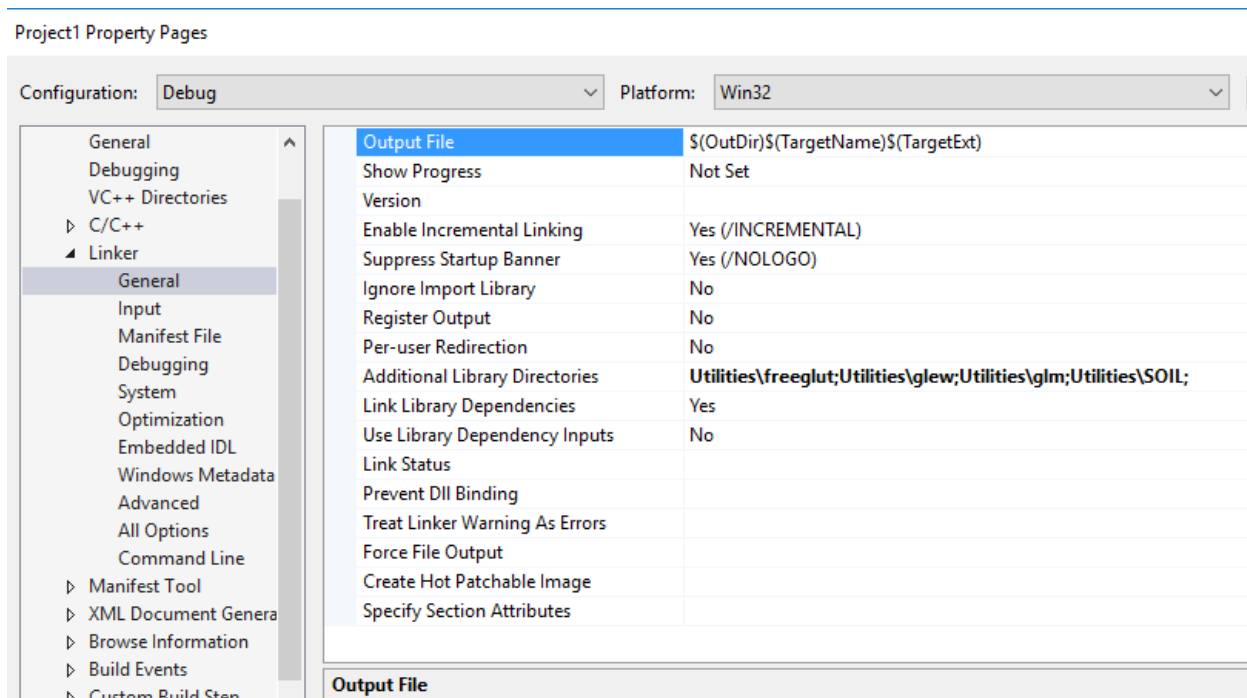 Project1 Property Pages
Configuration: Debug Platform: Win32
General
Debugging
VC++ Directories
C/C++
Linker
General
Input
Manifest File
Debugging
System
Optimization
Embedded IDL
Windows Metadata
Advanced
All Options
Command Line
Manifest Tool
XML Document Genera
Browse Information
Build Events
Custom Build Step
Output File $(OutDir)$(TargetName)$(TargetExt)
Show Progress Not Set
Version
Enable Incremental Linking Yes (/INCREMENTAL)
Suppress Startup Banner Yes (/NOLOGO)
Ignore Import Library No
Register Output No
Per-user Redirection No
Additional Library Directories Utilities\freeglut;Utilities\glew;Utilities\glm;Utilities\SOIL;
Link Library Dependencies Yes
Use Library Dependency Inputs No
Link Status
Prevent Dll Binding
Treat Linker Warning As Errors
Force File Output
Create Hot Patchable Image
Specify Section Attributes
Output File